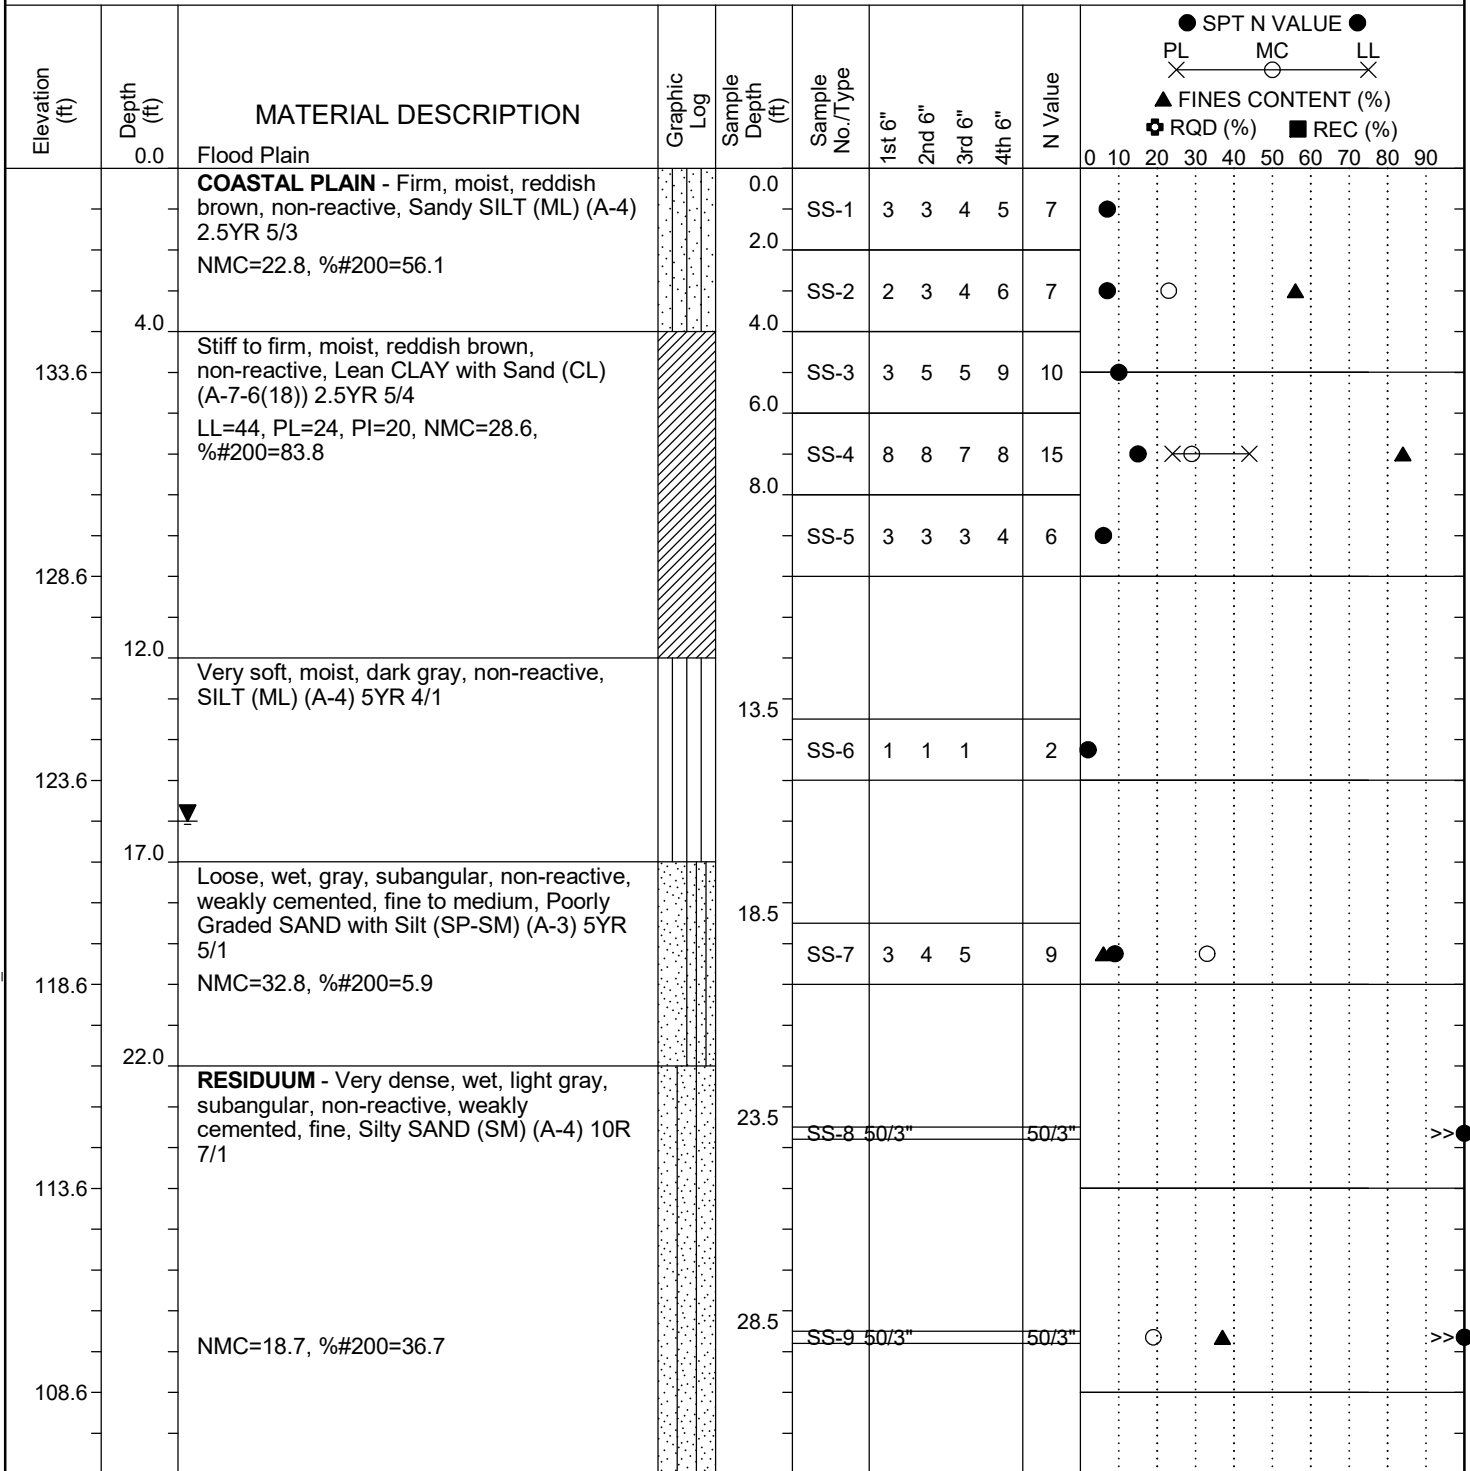 ● SPT N VALUE ●
PL MC LL
▲ FINES CONTENT (%)
RQD (%) ■ REC (%)
Elevation (ft)
Depth (ft)
MATERIAL DESCRIPTION
Graphic Log
Sample Depth (ft)
Sample No./Type
1st 6"
2nd 6"
3rd 6"
4th 6"
N Value
0 10 20 30 40 50 60 70 80 90
0.0 Flood Plain
COASTAL PLAIN - Firm, moist, reddish
brown, non-reactive, Sandy SILT (ML) (A-4)
2.5YR 5/3
NMC=22.8, %#200=56.1
0.0
SS-1 3 3 4 5 7
2.0
SS-2 2 3 4 6 7
4.0
4.0
Stiff to firm, moist, reddish brown,
non-reactive, Lean CLAY with Sand (CL)
(A-7-6(18)) 2.5YR 5/4
LL=44, PL=24, PI=20, NMC=28.6,
%#200=83.8
133.6
SS-3 3 5 5 9 10
6.0
SS-4 8 8 7 8 15
8.0
SS-5 3 3 3 4 6
128.6
12.0
Very soft, moist, dark gray, non-reactive,
SILT (ML) (A-4) 5YR 4/1
13.5
SS-6 1 1 1 2
123.6
17.0
Loose, wet, gray, subangular, non-reactive,
weakly cemented, fine to medium, Poorly
Graded SAND with Silt (SP-SM) (A-3) 5YR
5/1
NMC=32.8, %#200=5.9
18.5
SS-7 3 4 5 9
118.6
22.0
RESIDUUM - Very dense, wet, light gray,
subangular, non-reactive, weakly
cemented, fine, Silty SAND (SM) (A-4) 10R
7/1
23.5
SS-8 50/3" 50/3" >>
113.6
28.5
SS-9 50/3" 50/3" >>
NMC=18.7, %#200=36.7
108.6